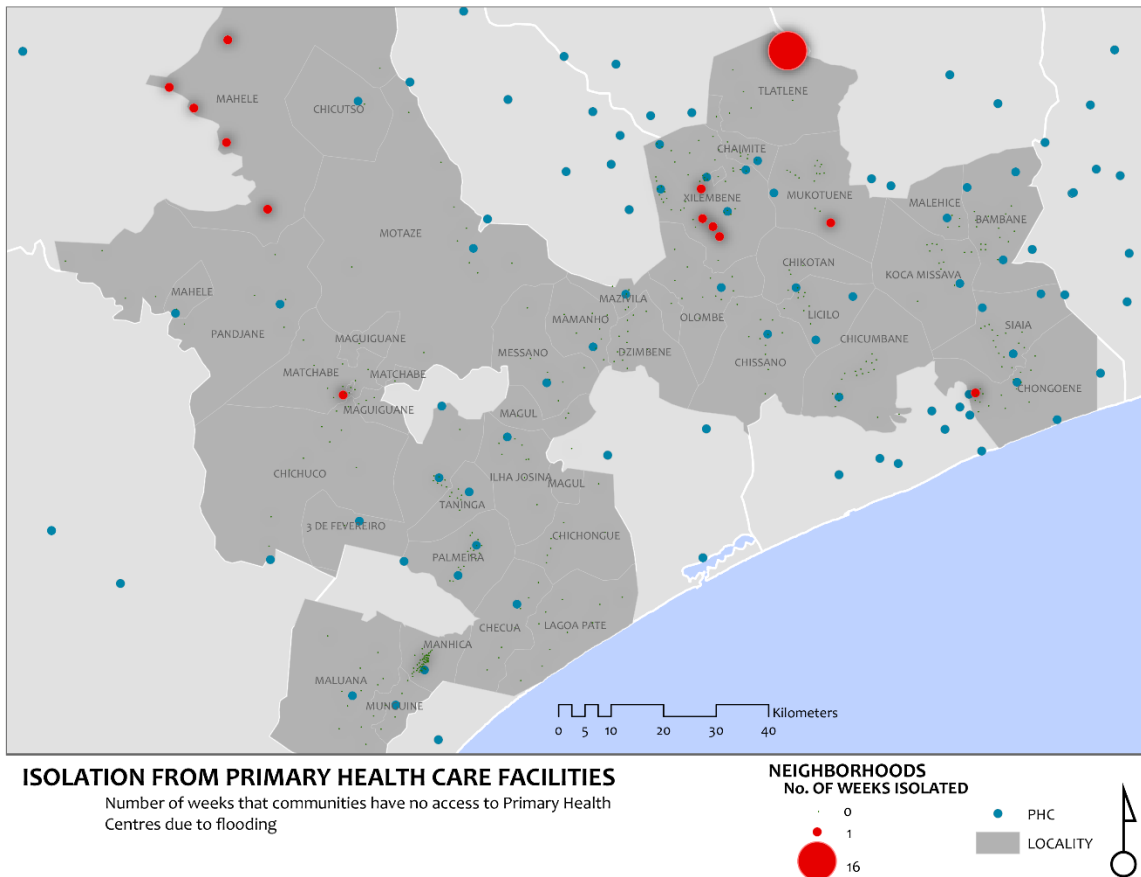 MAHELE
CHICUTSO
TLATLENE
CHAIMITE
XILEMBENE
MUKOTUENE
MALEHICE
BAMBANE
MOTAZE
CHIKOTAN
KOCA MISSAVA
MAHELE
PANDJANE
MAZIVILA
MAMANHO
OLOMBE
LICILO
SIAIA
MAGUIGUANE
MESSANO
DZIMBENE
CHISSANO
CHICUMBANE
MATCHABE
MATCHABE
CHONGOENE
MAGUIGUANE
MAGUL
CHICHUCO
ILHA JOSINA
MAGUL
TANINGA
3 DE FEVEREIRO
CHICHONGUE
PALMEIRA
CHECUA
LAGOA PATE
MANHICA
MALUANA
MUNGUINE
Kilometers
0 5 10 20 30 40
ISOLATION FROM PRIMARY HEALTH CARE FACILITIES
Number of weeks that communities have no access to Primary Health
Centres due to flooding
NEIGHBORHOODS
No. OF WEEKS ISOLATED
0
1
16
PHC
LOCALITY